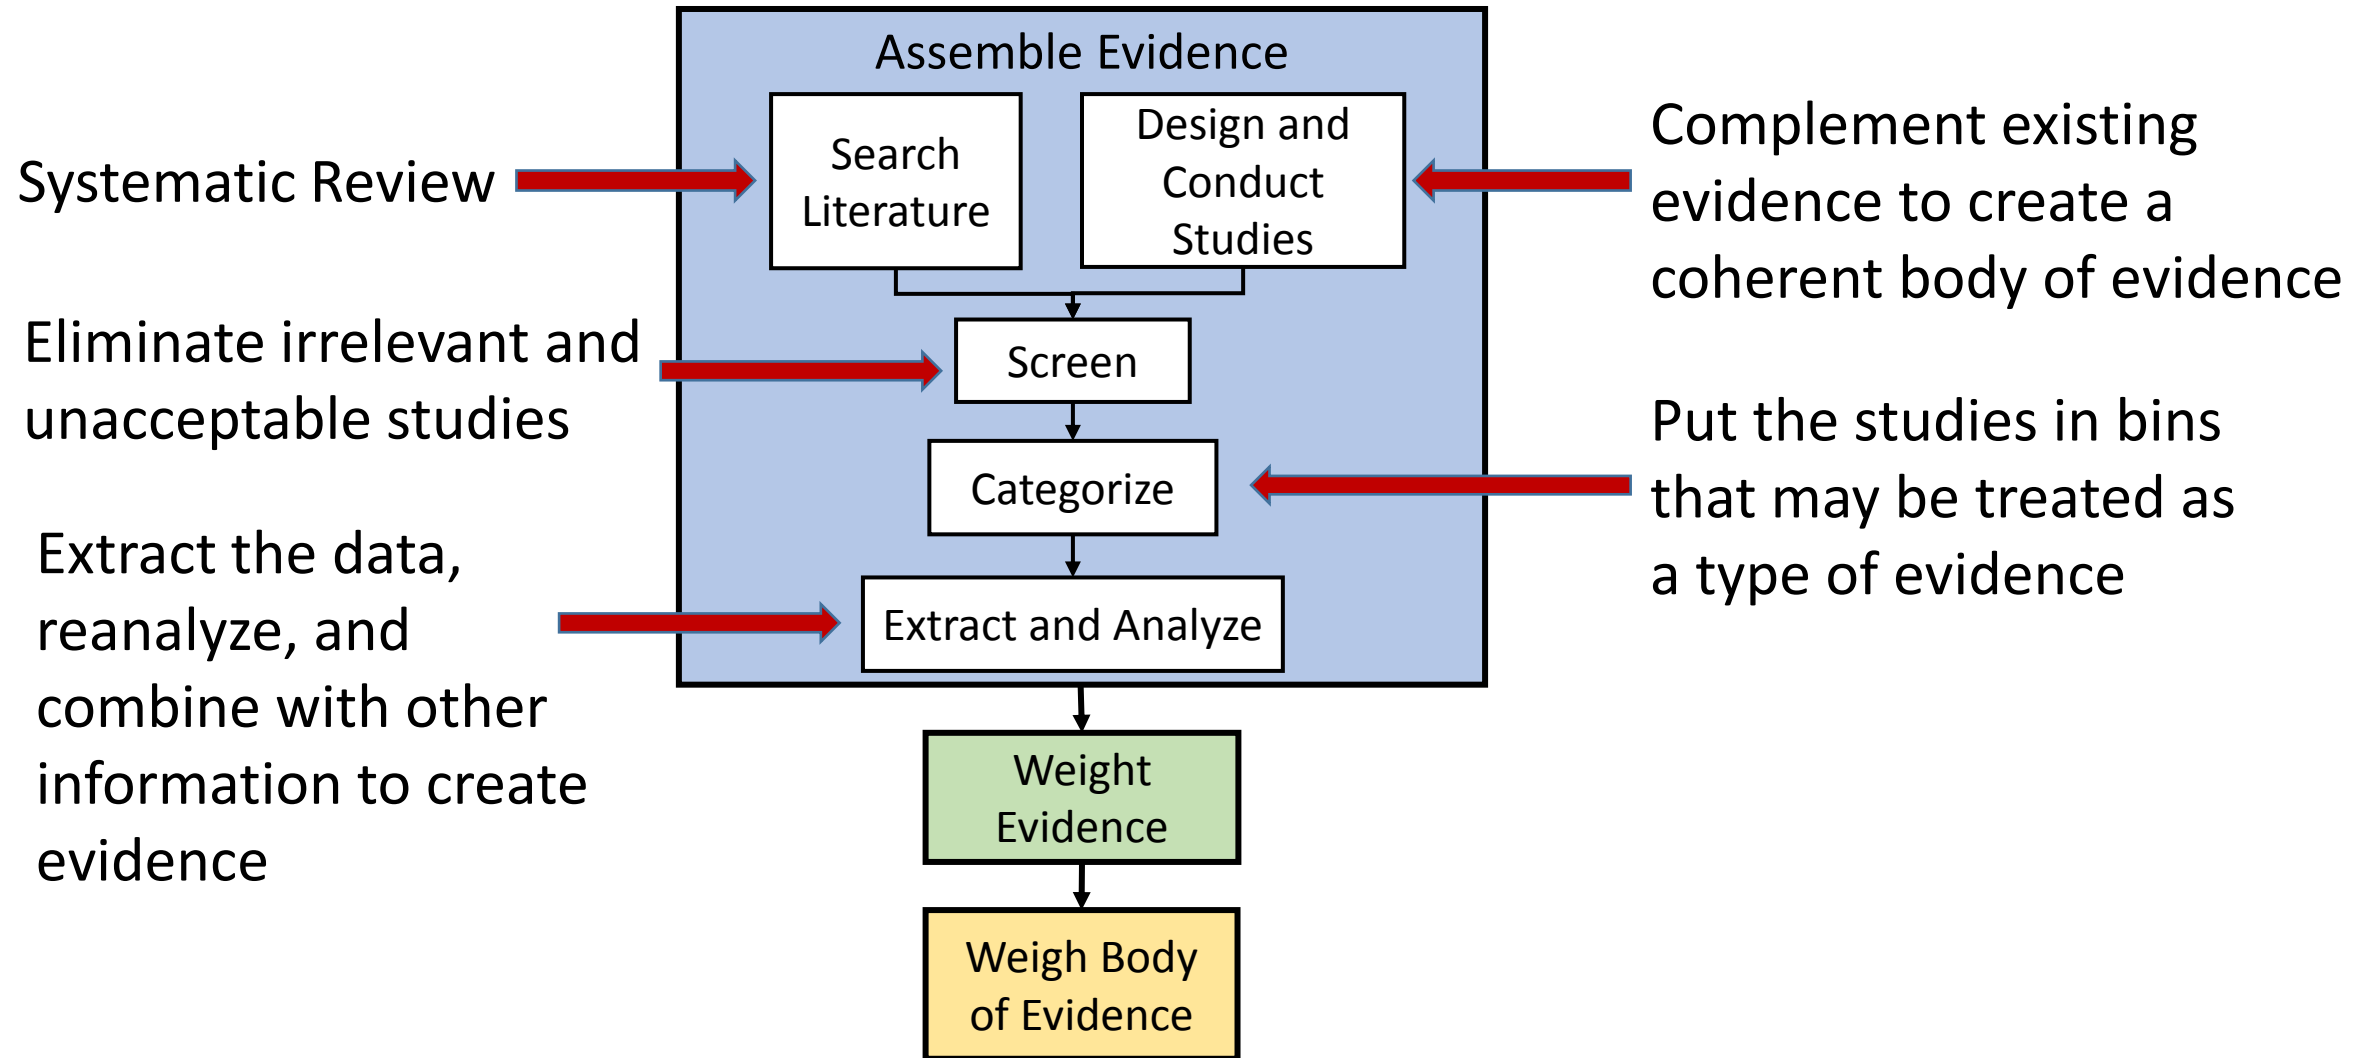 Assemble Evidence
Systematic Review
Search
Literature
Design and
Conduct
Studies
Complement existing
evidence to create a
coherent body of evidence
Eliminate irrelevant and
unacceptable studies
Screen
Categorize
Put the studies in bins
that may be treated as
a type of evidence
Extract the data,
reanalyze, and
combine with other
information to create
evidence
Extract and Analyze
Weight
Evidence
Weigh Body
of Evidence